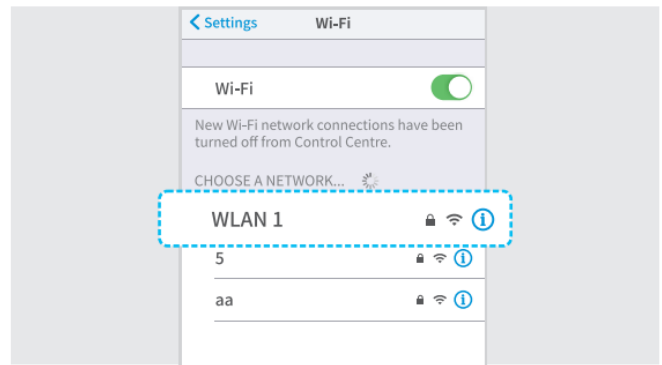 Settings Wi-Fi
Wi-Fi
New Wi-Fi network connections have been
turned off from Control Centre.
CHOOSE A NETWORK...
WLAN 1
5
aa